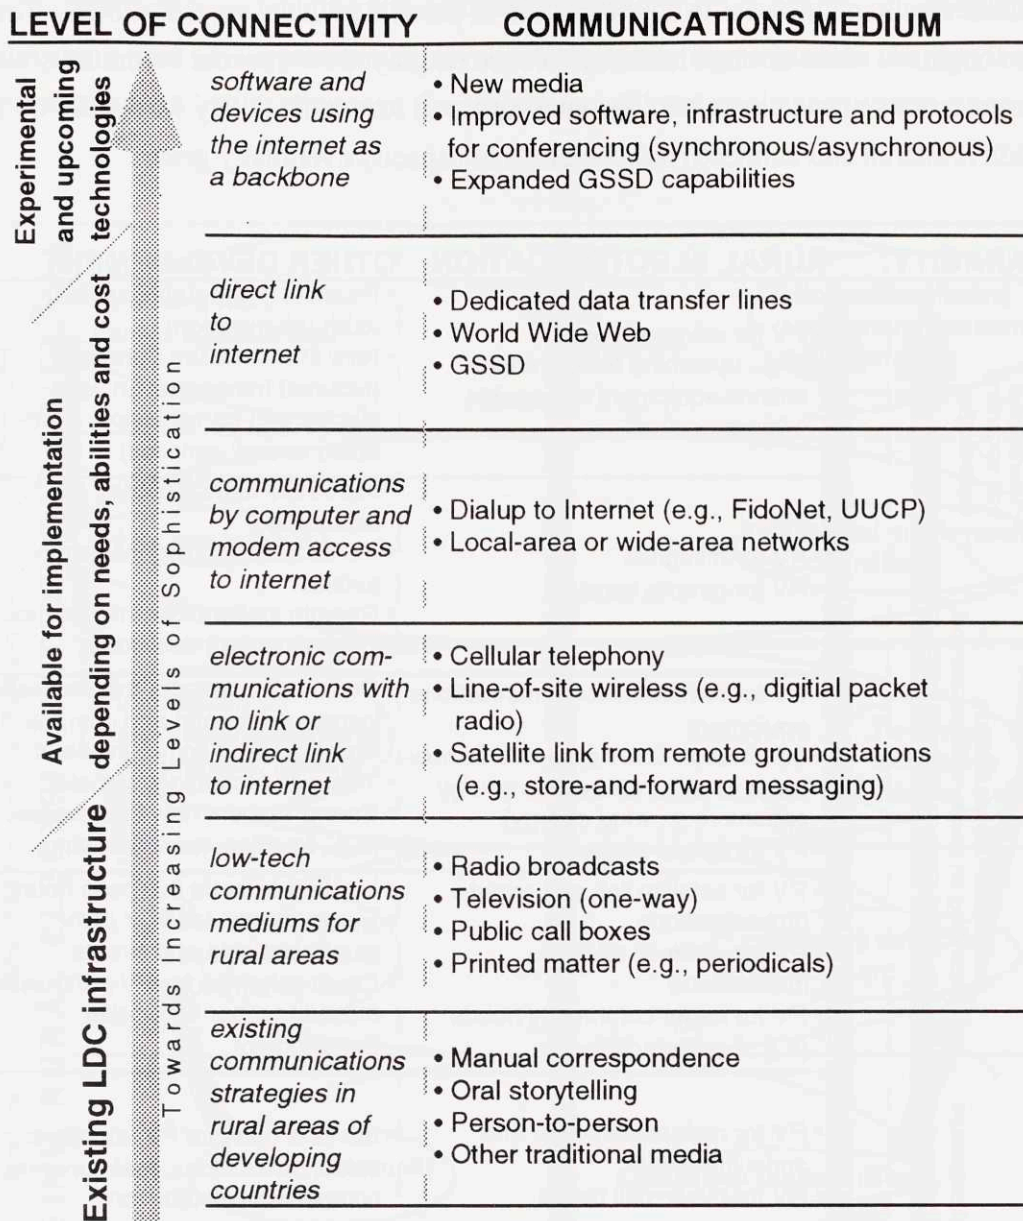 LEVEL OF CONNECTIVITY
COMMUNICATIONS MEDIUM
Experimental
and upcoming
technologies
software and
devices using
the internet as
a backbone
• New media
• Improved software, infrastructure and protocols
for conferencing (synchronous/asynchronous)
• Expanded GSSD capabilities
Available for implementation
depending on needs, abilities and cost
direct link
to
internet
• Dedicated data transfer lines
• World Wide Web
• GSSD
communications
by computer and
modem access
to internet
• Dialup to Internet (e.g., FidoNet, UUCP)
• Local-area or wide-area networks
electronic com-
munications with
no link or
indirect link
to internet
• Cellular telephony
• Line-of-site wireless (e.g., digitial packet
radio)
• Satellite link from remote groundstations
(e.g., store-and-forward messaging)
Existing LDC infrastructure
Towards Increasing Levels of Sophistication
low-tech
communications
mediums for
rural areas
• Radio broadcasts
• Television (one-way)
• Public call boxes
• Printed matter (e.g., periodicals)
existing
communications
strategies in
rural areas of
developing
countries
• Manual correspondence
• Oral storytelling
• Person-to-person
• Other traditional media